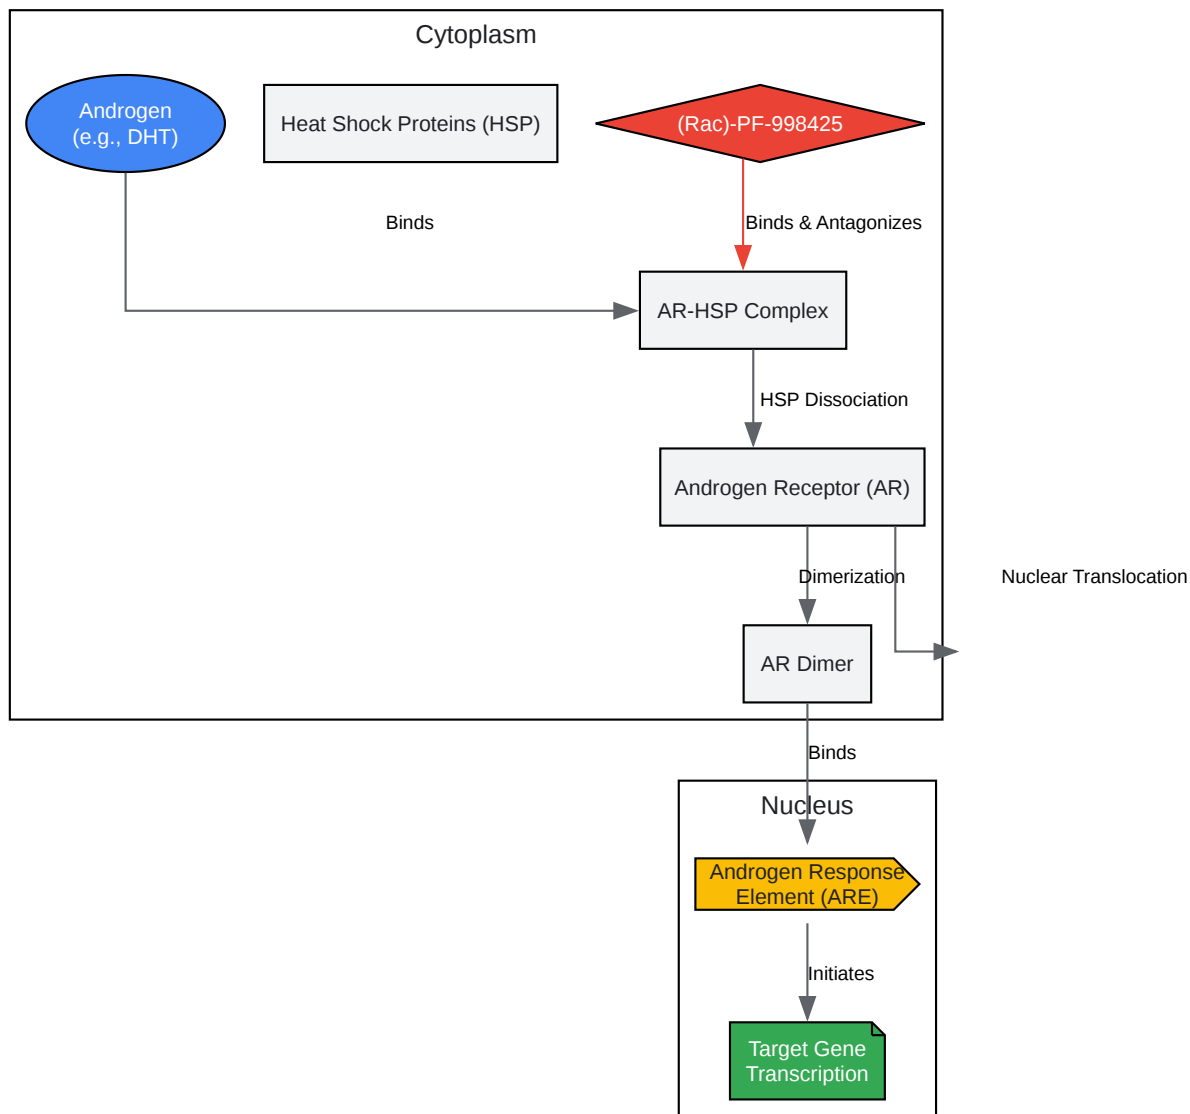 Cytoplasm
Androgen
(e.g., DHT)
Heat Shock Proteins (HSP)
(Rac)-PF-998425
Binds
Binds & Antagonizes
AR-HSP Complex
HSP Dissociation
Androgen Receptor (AR)
Dimerization
Nuclear Translocation
AR Dimer
Binds
Nucleus
Androgen Response
Element (ARE)
Initiates
Target Gene
Transcription